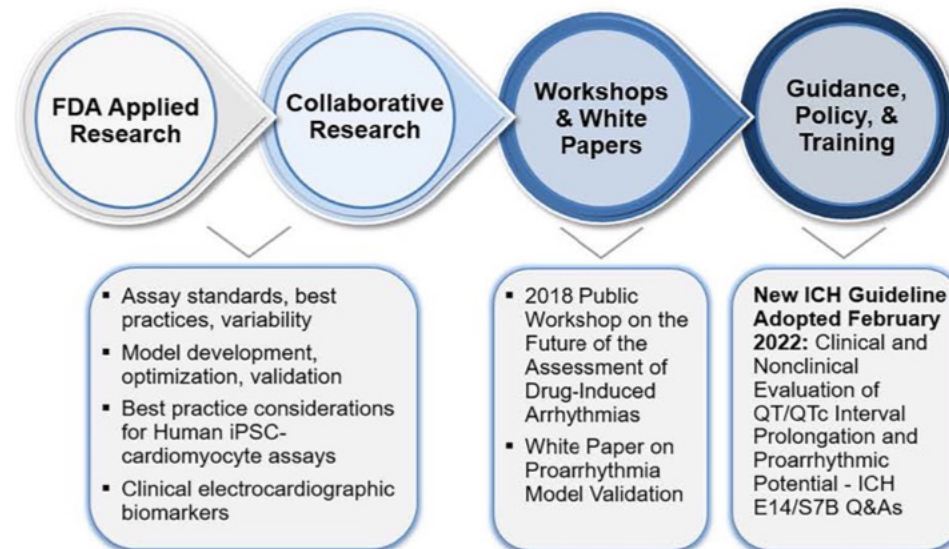 FDA Applied
Research
Collaborative
Research
Workshops
& White
Papers
Guidance,
Policy, &
Training
▪ Assay standards, best
practices, variability
▪ Model development,
optimization, validation
▪ Best practice considerations
for Human iPSC-
cardiomyocyte assays
▪ Clinical electrocardiographic
biomarkers
▪ 2018 Public
Workshop on the
Future of the
Assessment of
Drug-Induced
Arrhythmias
▪ White Paper on
Proarrhythmia
Model Validation
New ICH Guideline
Adopted February
2022: Clinical and
Nonclinical
Evaluation of
QT/QTc Interval
Prolongation and
Proarrhythmic
Potential - ICH
E14/S7B Q&As